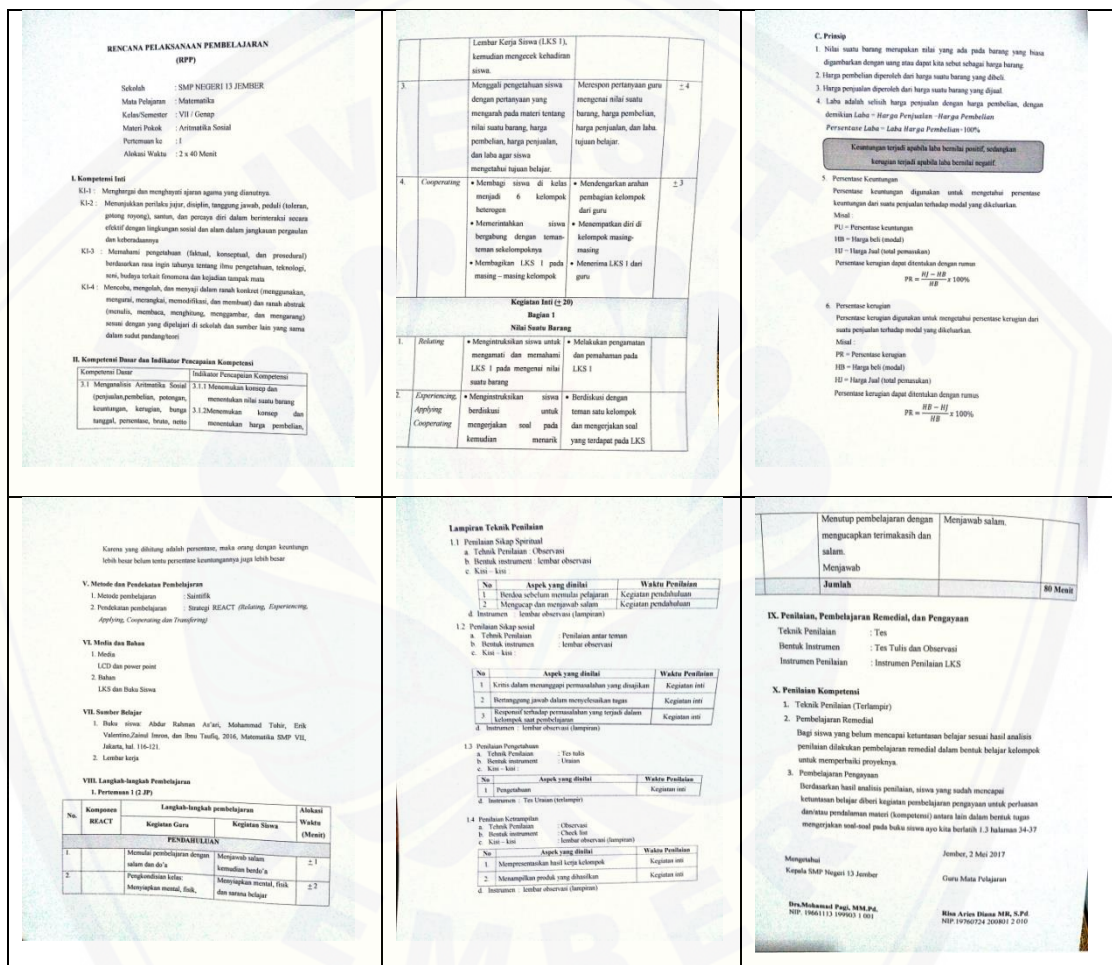 RENCANA PELAKSANAAN PEMBELAJARAN
(RPP)
Sekolah : SMP NEGERI 13 JEMBER
Mata Pelajaran : Matematika
Kelas/Semester : VII / Genap
Materi Pokok : Aritmatika Sosial
Pertemuan ke : 1
Alokasi Waktu : 2 x 40 Menit
I. Kompetensi Inti
KI-1 : Menghargai dan menghayati ajaran agama yang dianutnya.
KI-2 : Menunjukkan perilaku jujur, disiplin, tanggung jawab, peduli (toleran,
gotong royong), santun, dan percaya diri dalam berinteraksi secara
efektif dengan lingkungan sosial dan alam dalam jangkauan pergaulan
dan keberadaannya
KI-3 : Memahami pengetahuan (faktual, konseptual, dan prosedural)
berdasarkan rasa ingin tahunya tentang ilmu pengetahuan, teknologi,
seni, budaya terkait fenomena dan kejadian tampak mata
KI-4 : Mencoba, mengolah, dan menyaji dalam ranah konkret (menggunakan,
mengurai, merangkai, memodifikasi, dan membuat) dan ranah abstrak
(menulis, membaca, menghitung, menggambar, dan mengarang)
sesuai dengan yang dipelajari di sekolah dan sumber lain yang sama
dalam sudut pandang/teori
II. Kompetensi Dasar dan Indikator Pencapaian Kompetensi
Kompetensi Dasar Indikator Pencapaian Kompetensi
3.1 Menganalisis Aritmatika Sosial 3.1.1 Menemukan konsep dan
(penjualan,pembelian, potongan, menentukan nilai suatu barang
keuntungan, kerugian, bunga 3.1.2Menemukan konsep dan
tunggal, persentase, bruto, netto menentukan harga pembelian,
Lembar Kerja Siswa (LKS 1),
kemudian mengecek kehadiran
siswa.
3. Menggali pengetahuan siswa Merespon pertanyaan guru ± 4
dengan pertanyaan yang mengenai nilai suatu
mengarah pada materi tentang barang, harga pembelian,
nilai suatu barang, harga harga penjualan, dan laba.
pembelian, harga penjualan, tujuan belajar.
dan laba agar siswa
mengetahui tujuan belajar.
4. Cooperating • Membagi siswa di kelas • Mendengarkan arahan ± 3
menjadi 6 kelompok pembagian kelompok
heterogen dari guru
• Memerintahkan siswa • Menempatkan diri di
bergabung dengan teman- kelompok masing-
teman sekelompoknya masing
• Membagikan LKS 1 pada • Menerima LKS 1 dari
masing – masing kelompok guru
Kegiatan Inti (± 20)
Bagian 1
Nilai Suatu Barang
1. Relating • Mengintruksikan siswa untuk • Melakukan pengamatan
mengamati dan memahami dan pemahaman pada
LKS 1 pada mengenai nilai LKS 1
suatu barang
2. Experiencing, • Menginstruksikan siswa • Berdiskusi dengan
Applying berdiskusi untuk teman satu kelompok
Cooperating mengerjakan soal pada dan mengerjakan soal
kemudian menarik yang terdapat pada LKS
C. Prinsip
1. Nilai suatu barang merupakan nilai yang ada pada barang yang biasa
digambarkan dengan uang atau dapat kita sebut sebagai harga barang.
2. Harga pembelian diperoleh dari harga suatu barang yang dibeli.
3. Harga penjualan diperoleh dari harga suatu barang yang dijual.
4. Laba adalah selisih harga penjualan dengan harga pembelian, dengan
demikian Laba = Harga Penjualan −Harga Pembelian
Persentase Laba = Laba Harga Pembelian×100%
Keuntungan terjadi apabila laba bernilai positif, sedangkan
kerugian terjadi apabila laba bernilai negatif.
5. Persentase Keuntungan
Persentase keuntungan digunakan untuk mengetahui persentase
keuntungan dari suatu penjualan terhadap modal yang dikeluarkan.
Misal :
PU = Persentase keuntungan
HB = Harga beli (modal)
HJ = Harga Jual (total pemasukan)
Persentase kerugian dapat ditentukan dengan rumus
PR = (HJ − HB)/HB x 100%
6. Persentase kerugian
Persentase kerugian digunakan untuk mengetahui persentase kerugian dari
suatu penjualan terhadap modal yang dikeluarkan.
Misal :
PR = Persentase kerugian
HB = Harga beli (modal)
HJ = Harga Jual (total pemasukan)
Persentase kerugian dapat ditentukan dengan rumus
PR = (HB − HJ)/HB x 100%
Karena yang dihitung adalah persentase, maka orang dengan keuntungn
lebih besar belum tentu persentase keuntungannya juga lebih besar
V. Metode dan Pendekatan Pembelajaran
1. Metode pembelajaran : Saintifik
2. Pendekatan pembelajaran : Strategi REACT (Relating, Experiencing,
Applying, Cooperating dan Transfering)
VI. Media dan Bahan
1. Media
LCD dan power point
2. Bahan
LKS dan Buku Siswa
VII. Sumber Belajar
1. Buku siswa: Abdur Rahman As'ari, Mohammad Tohir, Erik
Valentino,Zainul Imron, dan Ibnu Taufiq, 2016, Matematika SMP VII,
Jakarta, hal. 116-121.
2. Lembar kerja
VIII. Langkah-langkah Pembelajaran
1. Pertemuan 1 (2 JP)
No. Komponen REACT Langkah-langkah pembelajaran Alokasi Waktu (Menit)
Kegiatan Guru Kegiatan Siswa
PENDAHULUAN
1. Memulai pembelajaran dengan Menjawab salam ± 1
salam dan do'a kemudian berdo'a
2. Pengkondisian kelas: Menyiapkan mental, fisik ± 2
Menyiapkan mental, fisik, dan sarana belajar
Lampiran Teknik Penilaian
1.1 Penilaian Sikap Spiritual
a. Tehnik Penilaian : Observasi
b. Bentuk instrument : lembar observasi
c. Kisi – kisi
No Aspek yang dinilai Waktu Penilaian
1 Berdoa sebelum memulai pelajaran Kegiatan pendahuluan
2 Mengucap dan menjawab salam Kegiatan pendahuluan
d. Instrumen : lembar observasi (lampiran)
1.2 Penilaian Sikap sosial
a. Tehnik Penilaian : Penilaian antar teman
b. Bentuk instrumen : lembar observasi
c. Kisi – kisi :
No Aspek yang dinilai Waktu Penilaian
1 Kritis dalam menanggapi permasalahan yang disajikan Kegiatan inti
2 Bertanggung jawab dalam menyelesaikan tugas Kegiatan inti
3 Responsif terhadap permasalahan yang terjadi dalam Kegiatan inti
kelompok saat pembelajaran
d. Instrumen : lembar observasi (lampiran)
1.3 Penilaian Pengetahuan
a. Tehnik Penilaian : Tes tulis
b. Bentuk instrument : Uraian
c. Kisi – kisi :
No Aspek yang dinilai Waktu Penilaian
1 Pengetahuan Kegiatan inti
d. Instrumen : Tes Uraian (terlampir)
1.4 Penilaian Ketrampilan
a. Tehnik Penilaian : Observasi
b. Bentuk instrument : Check list
c. Kisi – kisi : lembar observasi (lampiran)
No Aspek yang dinilai Waktu Penilaian
1 Mempresentasikan hasil kerja kelompok Kegiatan inti
2 Menampilkan produk yang dihasilkan Kegiatan inti
d. Instrumen : lembar observasi (lampiran)
Menutup pembelajaran dengan Menjawab salam.
mengucapkan terimakasih dan
salam.
Menjawab
Jumlah 80 Menit
IX. Penilaian, Pembelajaran Remedial, dan Pengayaan
Teknik Penilaian : Tes
Bentuk Instrumen : Tes Tulis dan Observasi
Instrumen Penilaian : Instrumen Penilaian LKS
X. Penilaian Kompetensi
1. Teknik Penilaian (Terlampir)
2. Pembelajaran Remedial
Bagi siswa yang belum mencapai ketuntasan belajar sesuai hasil analisis
penilaian dilakukan pembelajaran remedial dalam bentuk belajar kelompok
untuk memperbaiki proyeknya.
3. Pembelajaran Pengayaan
Berdasarkan hasil analisis penilaian, siswa yang sudah mencapai
ketuntasan belajar diberi kegiatan pembelajaran pengayaan untuk perluasan
dan/atau pendalaman materi (kompetensi) antara lain dalam bentuk tugas
mengerjakan soal-soal pada buku siswa ayo kita berlatih 1.3 halaman 34-37
Jember, 2 Mei 2017
Mengetahui
Kepala SMP Negeri 13 Jember Guru Mata Pelajaran
Drs.Mohamad Pagi, MM.Pd. Risa Aries Diana MR, S.Pd.
NIP. 19661113 199903 1 001 NIP.19760724 200801 2 010